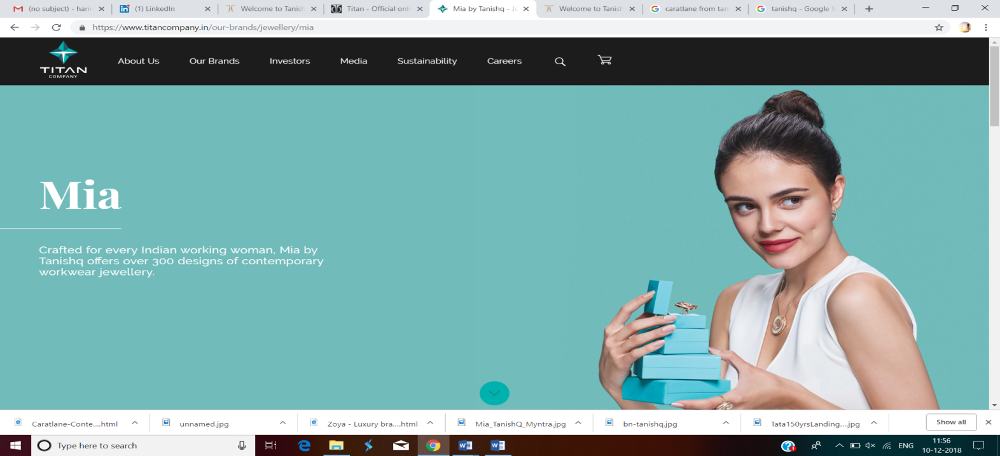 (no subject) - harin
(1) LinkedIn
Welcome to Tanish
Titan - Official onli
Mia by Tanishq - Je
Welcome to Tanish
caratlane from tan
tanishq - Google S
https://www.titancompany.in/our-brands/jewellery/mia
TITAN
COMPANY
About Us
Our Brands
Investors
Media
Sustainability
Careers
Mia
Crafted for every Indian working woman, Mia by
Tanishq offers over 300 designs of contemporary
workwear jewellery.
Caratlane-Conte....html
unnamed.jpg
Zoya - Luxury bra....html
Mia_TanishQ_Myntra.jpg
bn-tanishq.jpg
Tata150yrsLanding....jpg
Show all
Type here to search
ENG
11:56
10-12-2018